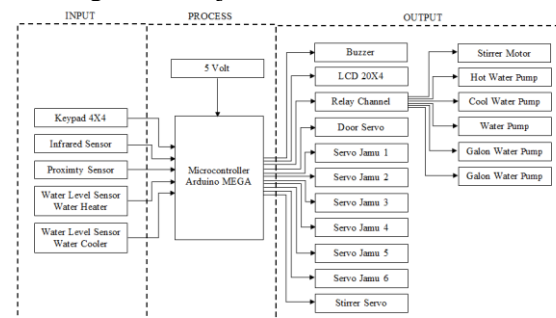 INPUT
PROCESS
OUTPUT
5 Volt
Keypad 4X4
Infrared Sensor
Proximty Sensor
Water Level Sensor
Water Heater
Water Level Sensor
Water Cooler
Microcontroller
Arduino MEGA
Buzzer
LCD 20X4
Relay Channel
Door Servo
Servo Jamu 1
Servo Jamu 2
Servo Jamu 3
Servo Jamu 4
Servo Jamu 5
Servo Jamu 6
Stirrer Servo
Stirrer Motor
Hot Water Pump
Cool Water Pump
Water Pump
Galon Water Pump
Galon Water Pump